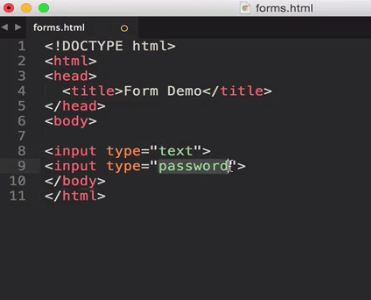 forms.html
forms.html
1 <!DOCTYPE html>
2 <html>
3 <head>
4 <title>Form Demo</title>
5 </head>
6 <body>
7
8 <input type="text">
9 <input type="password">
10 </body>
11 </html>